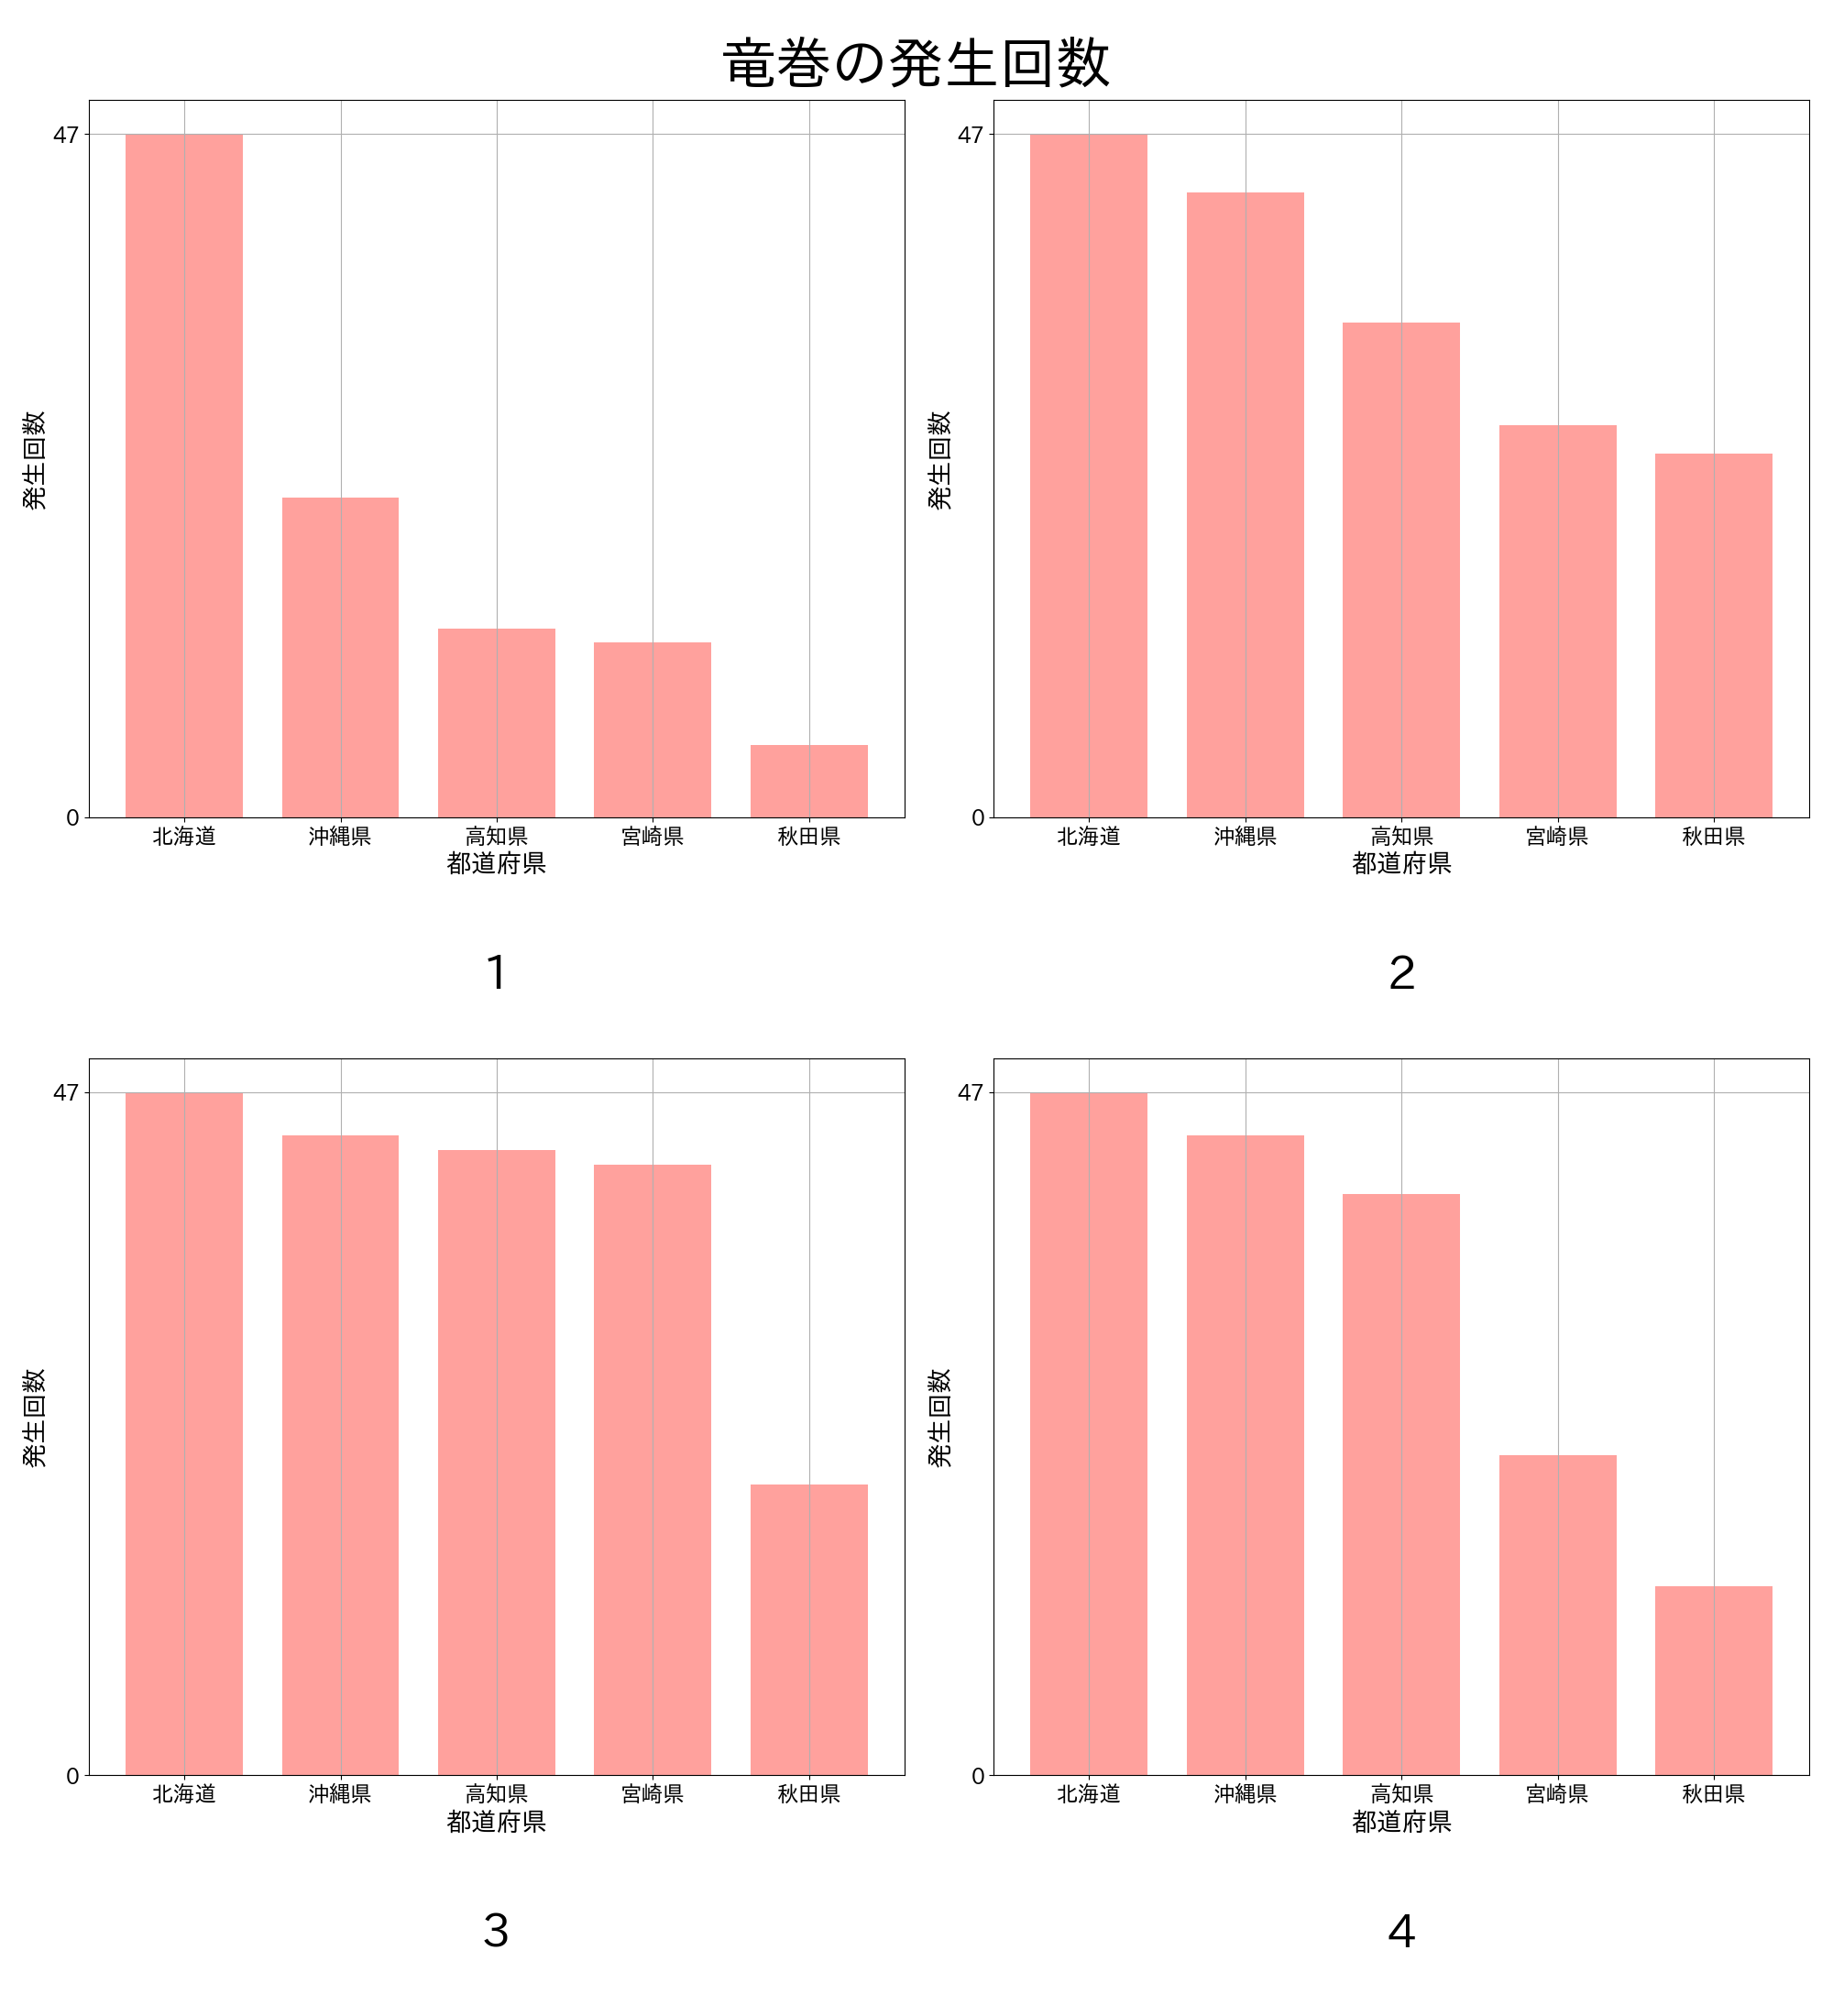 竜巻の発生回数
47
0
発生回数
北海道 沖縄県 高知県 宮崎県 秋田県
都道府県
1
47
0
発生回数
北海道 沖縄県 高知県 宮崎県 秋田県
都道府県
2
47
0
発生回数
北海道 沖縄県 高知県 宮崎県 秋田県
都道府県
3
47
0
発生回数
北海道 沖縄県 高知県 宮崎県 秋田県
都道府県
4